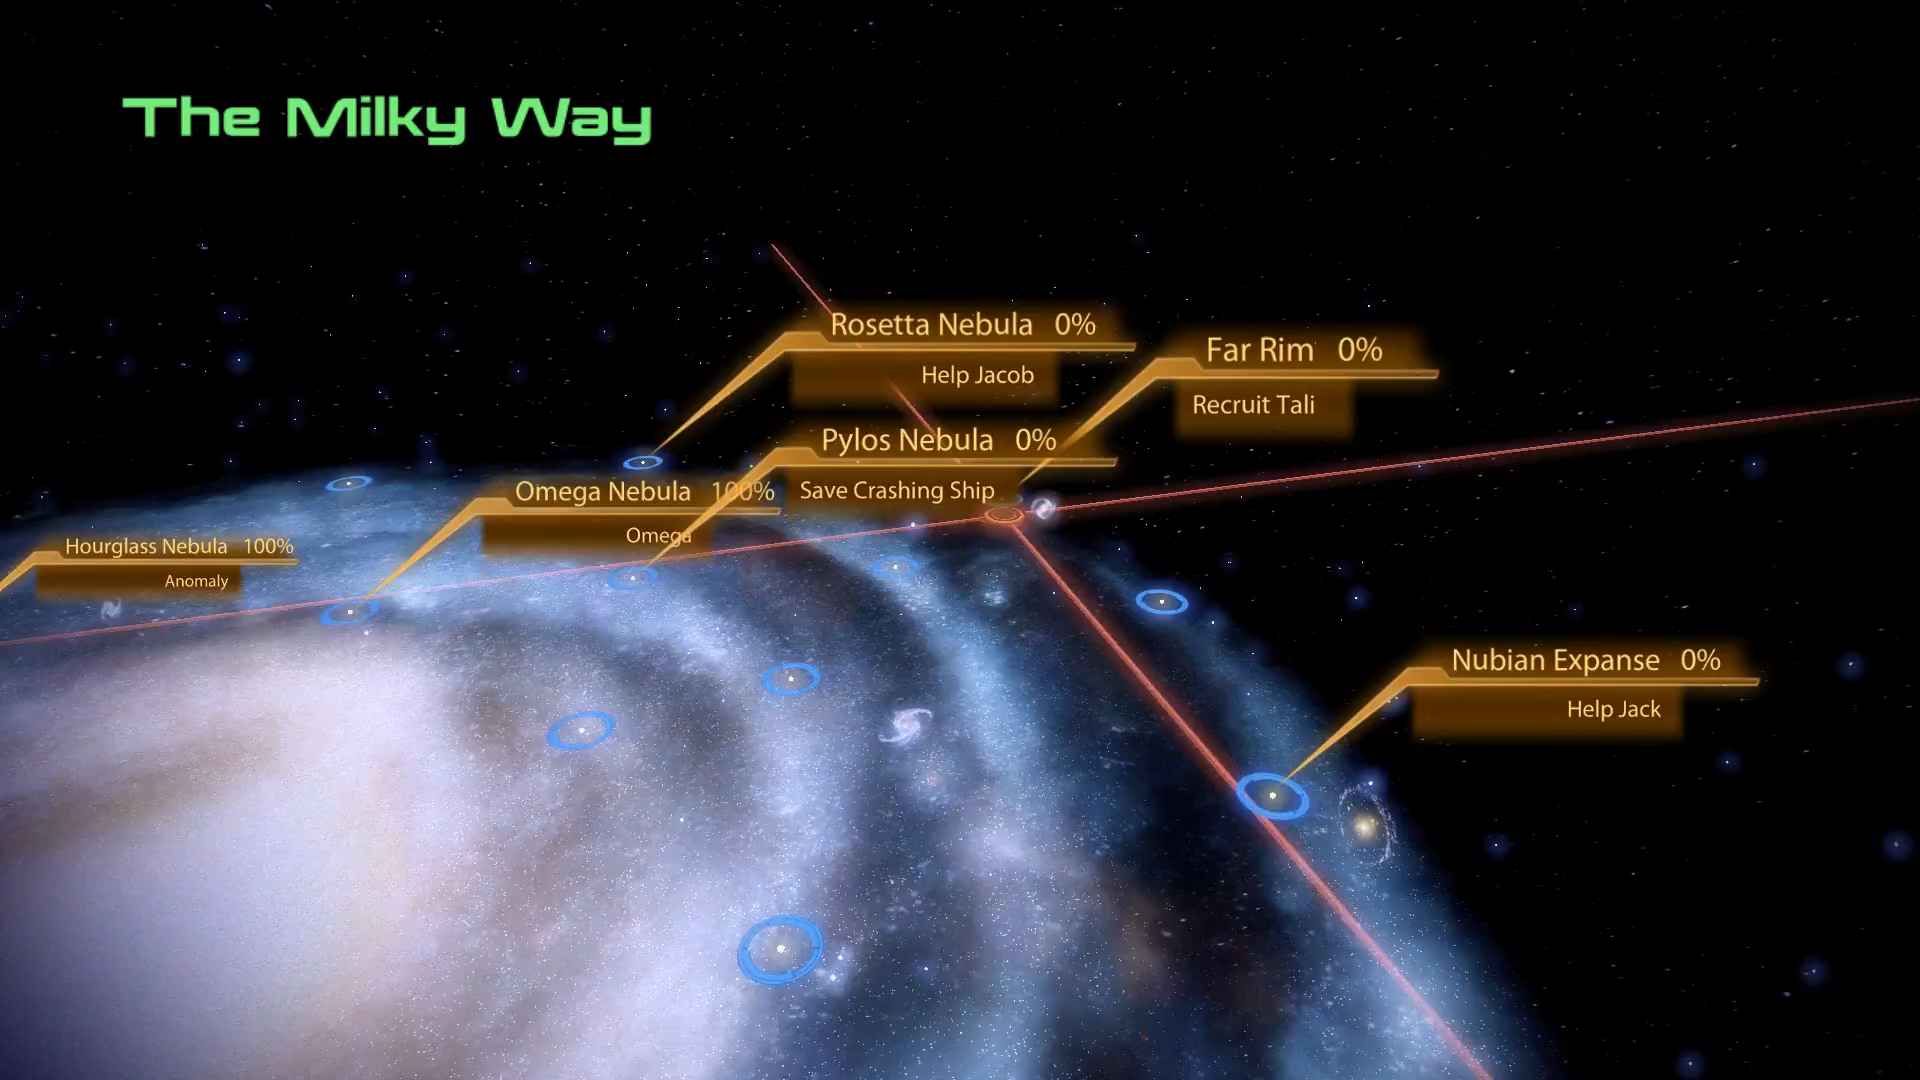 The Milky Way
Rosetta Nebula 0%
Help Jacob
Far Rim 0%
Recruit Tali
Pylos Nebula 0%
Save Crashing Ship
Omega Nebula 100%
Omega
Hourglass Nebula 100%
Anomaly
Nubian Expanse 0%
Help Jack